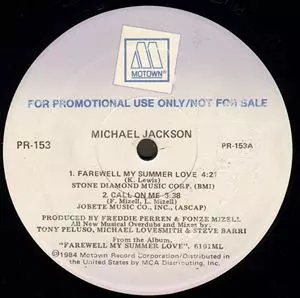 M
MOTOWN®
FOR PROMOTIONAL USE ONLY/NOT FOR SALE
MICHAEL JACKSON
PR-153
PR-153A
1. FAREWELL MY SUMMER LOVE 4:21
(K. Lewis)
STONE DIAMOND MUSIC CORP. (BMI)
2. CALL ON ME 3:38
(F. Mizell, L. Mizell)
JOBETE MUSIC CO., INC., (ASCAP)
PRODUCED BY FREDDIE PERREN & FONZE MIZELL
All New Musical Overdubs and Mixes by:
TONY PELUSO, MICHAEL LOVESMITH & STEVE BARRI
From the Album,
"FAREWELL MY SUMMER LOVE" 6101ML
©1984 Motown Record Corporation/Distributed in
the United States by MCA Distributing, Inc.